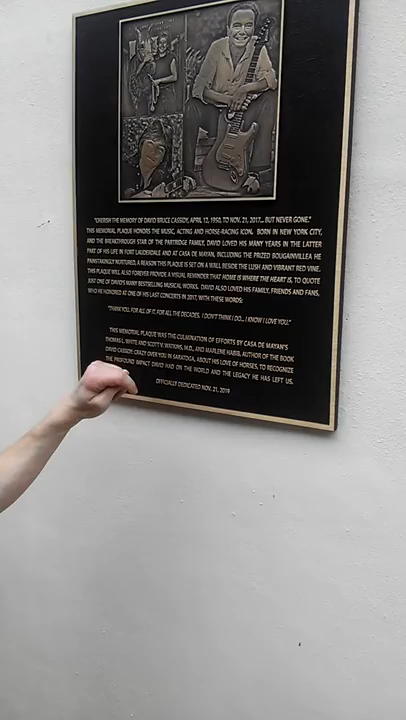 "CHERISH THE MEMORY OF DAVID BRUCE CASSIDY, APRIL 12, 1950, TO NOV. 21, 2017... BUT NEVER GONE."
THIS MEMORIAL PLAQUE HONORS THE MUSIC, ACTING AND HORSE-RACING ICON. BORN IN NEW YORK CITY,
AND THE BREAKTHROUGH STAR OF THE PARTRIDGE FAMILY, DAVID LOVED HIS MANY YEARS IN THE LATTER
PART OF HIS LIFE IN FORT LAUDERDALE AND AT CASA DE MAYAN, INCLUDING THE PRIZED BOUGAINVILLEA HE
PAINSTAKINGLY NURTURED, A REASON THIS PLAQUE IS SET ON A WALL BESIDE THE LUSH AND VIBRANT RED VINE.
THIS PLAQUE WILL ALSO FOREVER PROVIDE A VISUAL REMINDER THAT HOME IS WHERE THE HEART IS, TO QUOTE
JUST ONE OF DAVID'S MANY BESTSELLING MUSICAL WORKS. DAVID ALSO LOVED HIS FAMILY, FRIENDS AND FANS,
WHO HE HONORED AT ONE OF HIS LAST CONCERTS IN 2017, WITH THESE WORDS:
"THANK YOU. FOR ALL OF IT. FOR ALL THE DECADES. I DON'T THINK I DO... I KNOW I LOVE YOU."
THIS MEMORIAL PLAQUE WAS THE CULMINATION OF EFFORTS BY CASA DE MAYAN'S
THOMAS L. WHITE AND SCOTT V. WATKINS, M.D., AND MARLENE HABIB, AUTHOR OF THE BOOK
DAVID CASSIDY: CRAZY OVER YOU IN SARATOGA, ABOUT HIS LOVE OF HORSES, TO RECOGNIZE
THE PROFOUND IMPACT DAVID HAD ON THE WORLD AND THE LEGACY HE HAS LEFT US.
OFFICIALLY DEDICATED NOV. 21, 2019